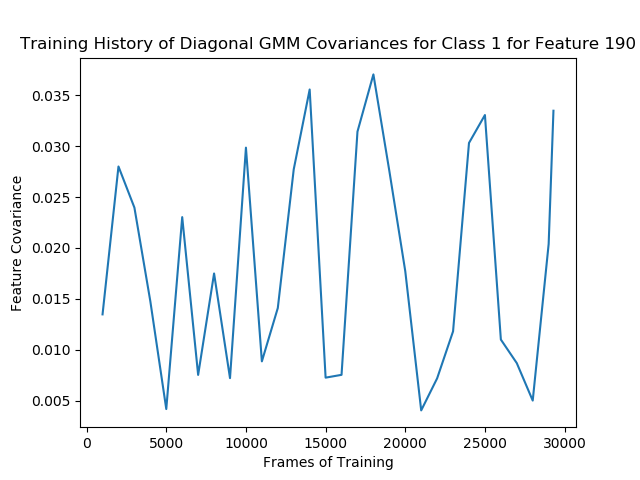 Training History of Diagonal GMM Covariances for Class 1 for Feature 190
0.035
0.030
0.025
0.020
0.015
0.010
0.005
Feature Covariance
0 5000 10000 15000 20000 25000 30000
Frames of Training